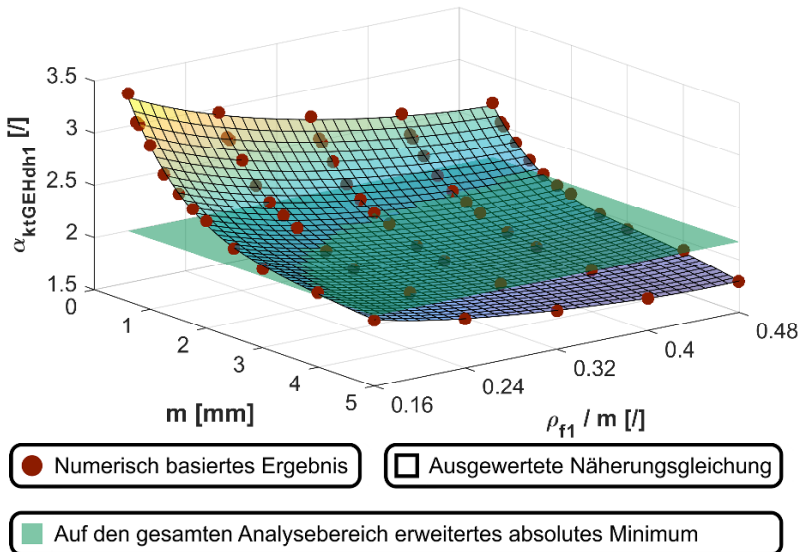 3.5
3
2.5
2
1.5
α_ktGEHdh1 [/]
0
1
2
3
4
5
m [mm]
0.16
0.24
0.32
0.4
0.48
ρ_f1 / m [/]
Numerisch basiertes Ergebnis
Ausgewertete Näherungsgleichung
Auf den gesamten Analysebereich erweitertes absolutes Minimum